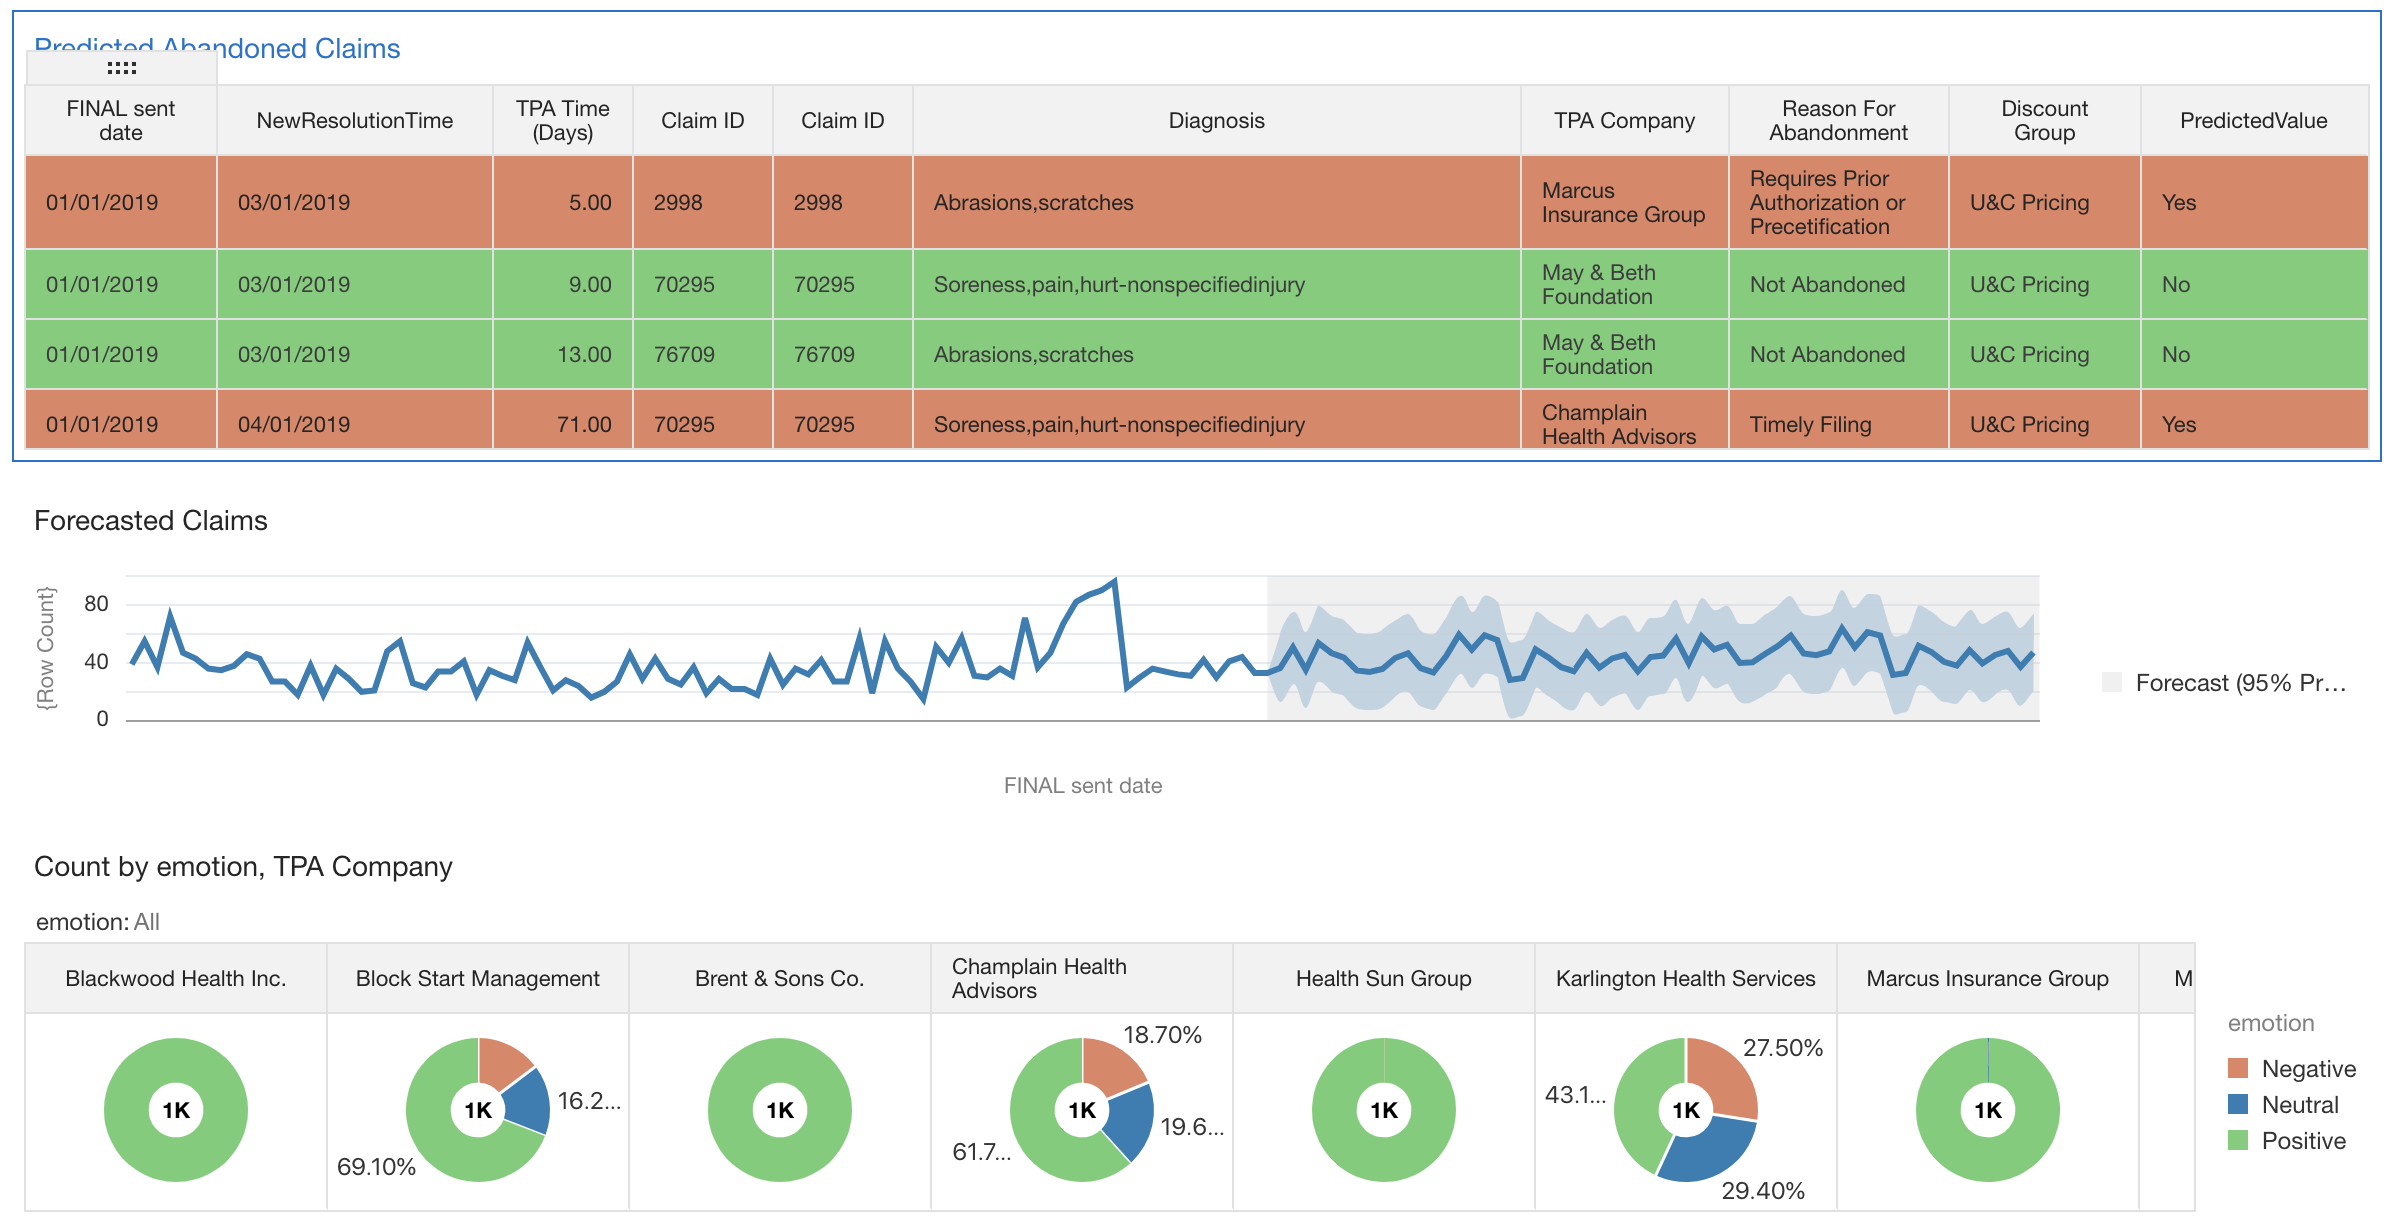 Predicted Abandoned Claims
FINAL sent
date
NewResolutionTime
TPA Time
(Days)
Claim ID
Claim ID
Diagnosis
TPA Company
Reason For
Abandonment
Discount
Group
PredictedValue
01/01/2019
03/01/2019
5.00
2998
2998
Abrasions,scratches
Marcus
Insurance Group
Requires Prior
Authorization or
Precetification
U&C Pricing
Yes
01/01/2019
03/01/2019
9.00
70295
70295
Soreness,pain,hurt-nonspecifiedinjury
May & Beth
Foundation
Not Abandoned
U&C Pricing
No
01/01/2019
03/01/2019
13.00
76709
76709
Abrasions,scratches
May & Beth
Foundation
Not Abandoned
U&C Pricing
No
01/01/2019
04/01/2019
71.00
70295
70295
Soreness,pain,hurt-nonspecifiedinjury
Champlain
Health Advisors
Timely Filing
U&C Pricing
Yes
Forecasted Claims
{Row Count}
80
40
0
Forecast (95% Pr...
FINAL sent date
Count by emotion, TPA Company
emotion: All
Blackwood Health Inc.
Block Start Management
Brent & Sons Co.
Champlain Health
Advisors
Health Sun Group
Karlington Health Services
Marcus Insurance Group
M
1K
1K
16.2...
69.10%
1K
18.70%
1K
19.6...
61.7...
1K
27.50%
43.1...
1K
29.40%
1K
emotion
Negative
Neutral
Positive